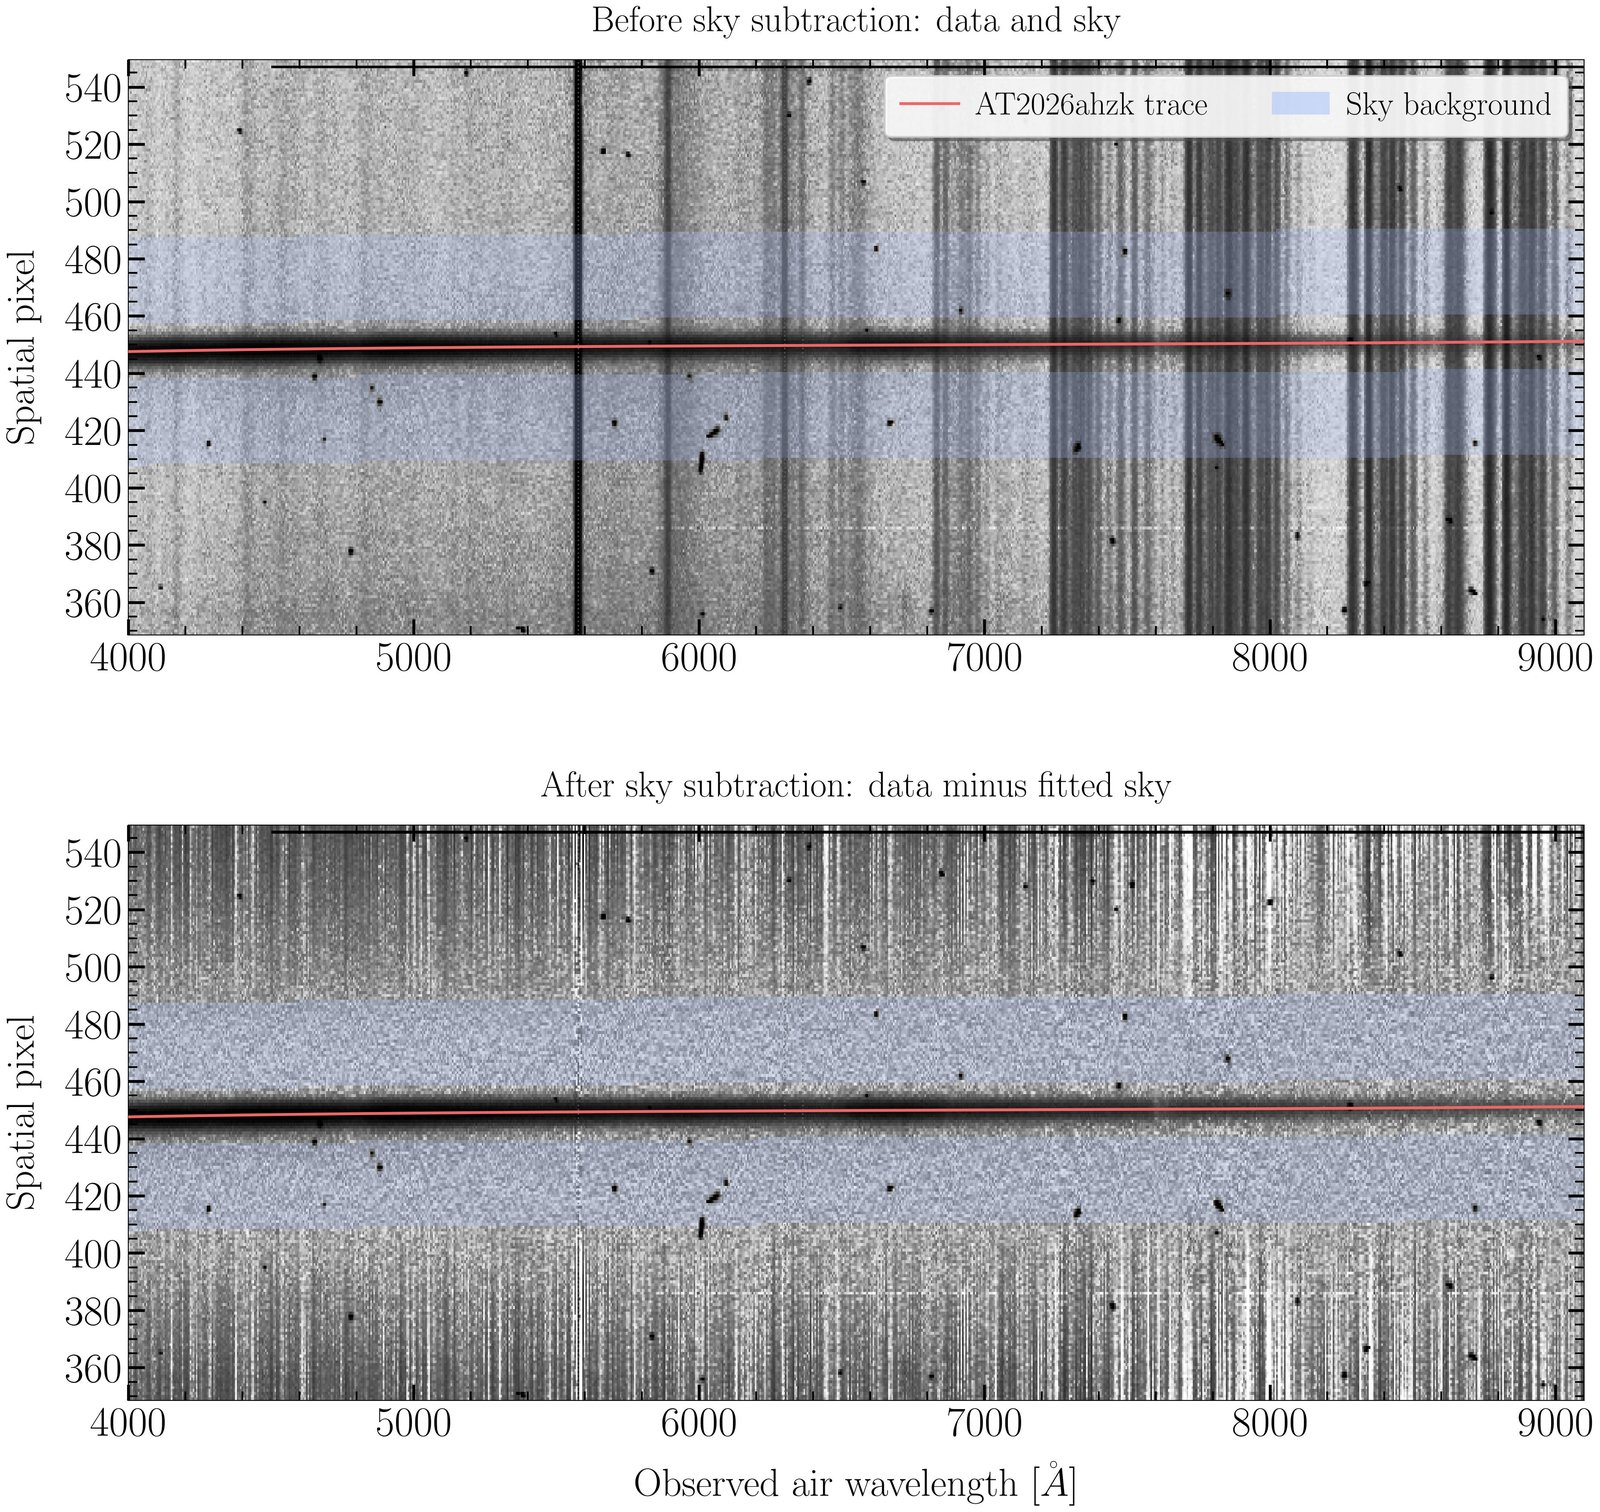 Before sky subtraction: data and sky
AT2026ahzk trace
Sky background
Spatial pixel
540
520
500
480
460
440
420
400
380
360
4000 5000 6000 7000 8000 9000
After sky subtraction: data minus fitted sky
Spatial pixel
540
520
500
480
460
440
420
400
380
360
4000 5000 6000 7000 8000 9000
Observed air wavelength [Å]